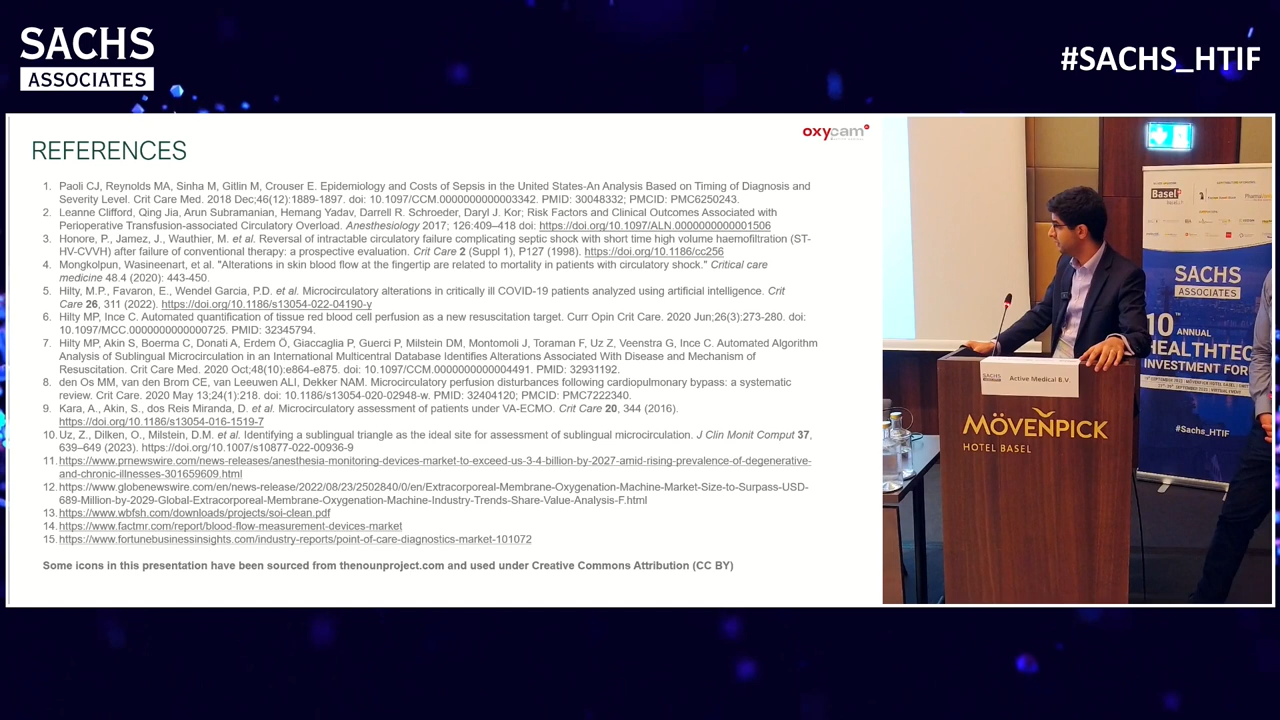 SACHS
ASSOCIATES
#SACHS_HTIF
oxycam
REFERENCES
1. Paoli CJ, Reynolds MA, Sinha M, Gitlin M, Crouser E. Epidemiology and Costs of Sepsis in the United States-An Analysis Based on Timing of Diagnosis and
Severity Level. Crit Care Med. 2018 Dec;46(12):1889-1897. doi: 10.1097/CCM.0000000000003342. PMID: 30048332; PMCID: PMC6250243.
2. Leanne Clifford, Qing Jia, Arun Subramanian, Hemang Yadav, Darrell R. Schroeder, Daryl J. Kor; Risk Factors and Clinical Outcomes Associated with
Perioperative Transfusion-associated Circulatory Overload. Anesthesiology 2017; 126:409–418 doi: https://doi.org/10.1097/ALN.0000000000001506
3. Honore, P., Jamez, J., Wauthier, M. et al. Reversal of intractable circulatory failure complicating septic shock with short time high volume haemofiltration (ST-
HV-CVVH) after failure of conventional therapy: a prospective evaluation. Crit Care 2 (Suppl 1), P127 (1998). https://doi.org/10.1186/cc256
4. Mongkolpun, Wasineenart, et al. "Alterations in skin blood flow at the fingertip are related to mortality in patients with circulatory shock." Critical care
medicine 48.4 (2020): 443-450.
5. Hilty, M.P., Favaron, E., Wendel Garcia, P.D. et al. Microcirculatory alterations in critically ill COVID-19 patients analyzed using artificial intelligence. Crit
Care 26, 311 (2022). https://doi.org/10.1186/s13054-022-04190-y
6. Hilty MP, Ince C. Automated quantification of tissue red blood cell perfusion as a new resuscitation target. Curr Opin Crit Care. 2020 Jun;26(3):273-280. doi:
10.1097/MCC.0000000000000725. PMID: 32345794.
7. Hilty MP, Akin S, Boerma C, Donati A, Erdem Ö, Giaccaglia P, Guerci P, Milstein DM, Montomoli J, Toraman F, Uz Z, Veenstra G, Ince C. Automated Algorithm
Analysis of Sublingual Microcirculation in an International Multicentral Database Identifies Alterations Associated With Disease and Mechanism of
Resuscitation. Crit Care Med. 2020 Oct;48(10):e864-e875. doi: 10.1097/CCM.0000000000004491. PMID: 32931192.
8. den Os MM, van den Brom CE, van Leeuwen ALI, Dekker NAM. Microcirculatory perfusion disturbances following cardiopulmonary bypass: a systematic
review. Crit Care. 2020 May 13;24(1):218. doi: 10.1186/s13054-020-02948-w. PMID: 32404120; PMCID: PMC7222340.
9. Kara, A., Akin, S., dos Reis Miranda, D. et al. Microcirculatory assessment of patients under VA-ECMO. Crit Care 20, 344 (2016).
https://doi.org/10.1186/s13054-016-1519-7
10. Uz, Z., Dilken, O., Milstein, D.M. et al. Identifying a sublingual triangle as the ideal site for assessment of sublingual microcirculation. J Clin Monit Comput 37,
639–649 (2023). https://doi.org/10.1007/s10877-022-00936-9
11. https://www.prnewswire.com/news-releases/anesthesia-monitoring-devices-market-to-exceed-us-3-4-billion-by-2027-amid-rising-prevalence-of-degenerative-
and-chronic-illnesses-301659609.html
12. https://www.globenewswire.com/en/news-release/2022/08/23/2502840/0/en/Extracorporeal-Membrane-Oxygenation-Machine-Market-Size-to-Surpass-USD-
689-Million-by-2029-Global-Extracorporeal-Membrane-Oxygenation-Machine-Industry-Trends-Share-Value-Analysis-F.html
13. https://www.wbfsh.com/downloads/projects/soi-clean.pdf
14. https://www.factmr.com/report/blood-flow-measurement-devices-market
15. https://www.fortunebusinessinsights.com/industry-reports/point-of-care-diagnostics-market-101072
Some icons in this presentation have been sourced from thenounproject.com and used under Creative Commons Attribution (CC BY)
Basel
SACHS
ASSOCIATES
10TH ANNUAL
HEALTHTEC
INVESTMENT FOR
#Sachs_HTIF
SACHS
Active Medical B.V.
MÖVENPICK
HOTEL BASEL